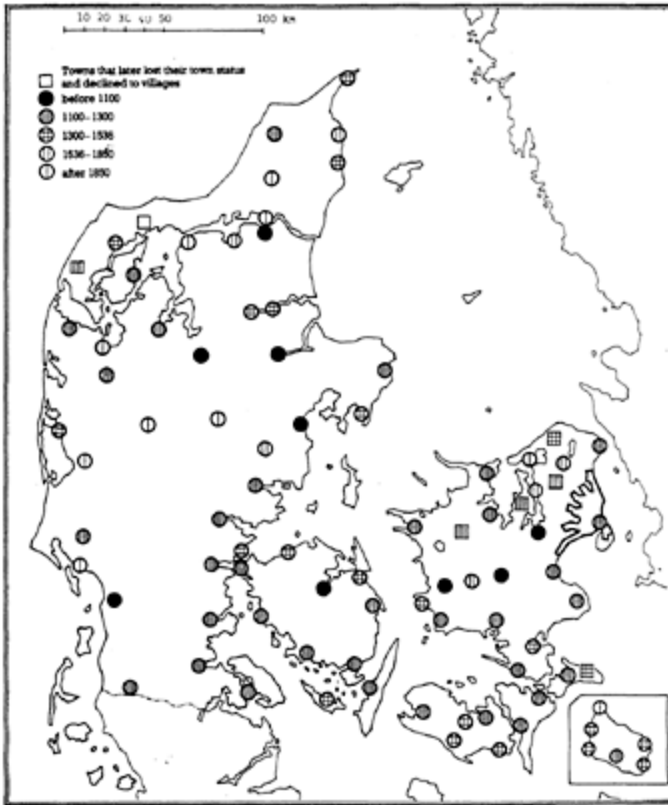 10 20 30 40 50 100 km
Towns that later lost their town status
and declined to villages
before 1100
1100-1300
1300-1536
1536-1850
after 1850